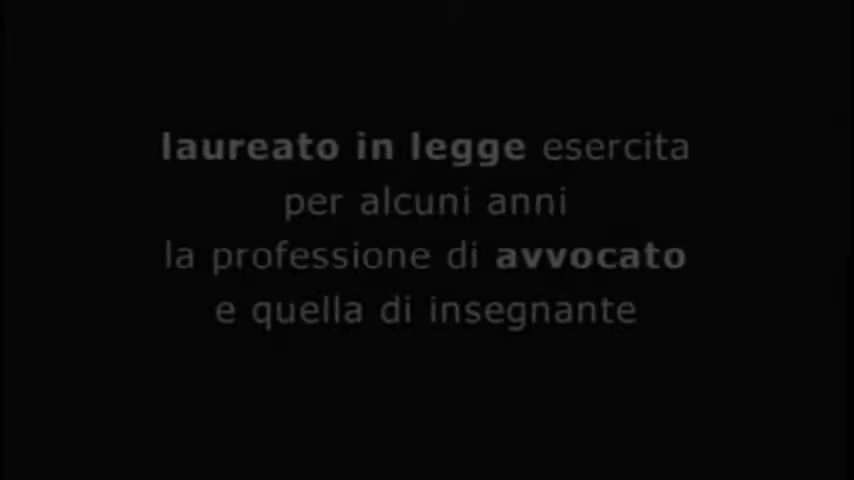 laureato in legge esercita
per alcuni anni
la professione di avvocato
e quella di insegnante